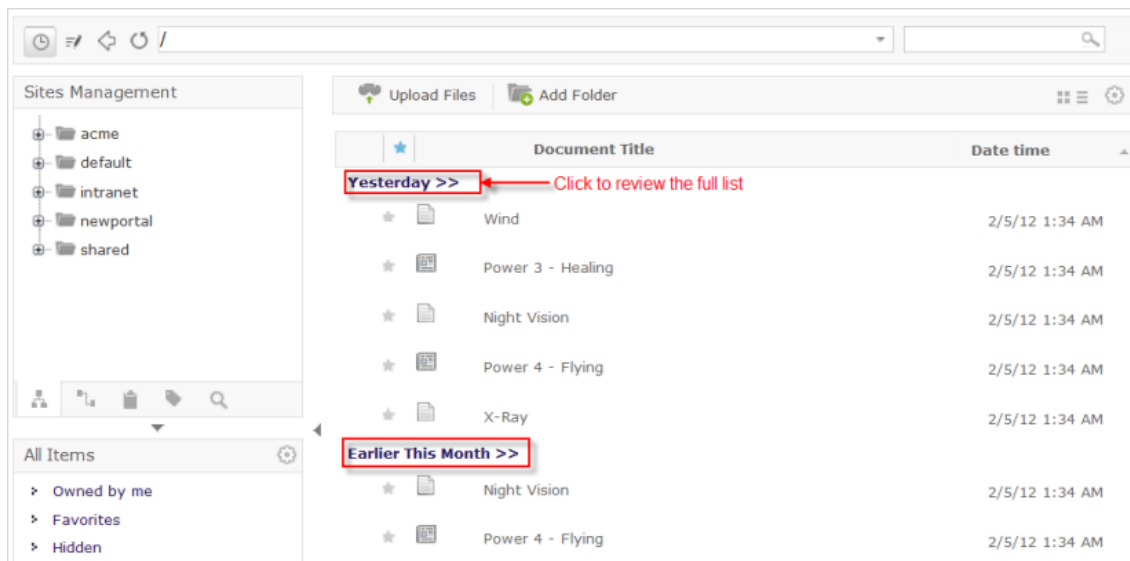 /
Sites Management
acme
default
intranet
newportal
shared
All Items
Owned by me
Favorites
Hidden
Upload Files Add Folder
Document Title Date time
Yesterday >> Click to review the full list
Wind 2/5/12 1:34 AM
Power 3 - Healing 2/5/12 1:34 AM
Night Vision 2/5/12 1:34 AM
Power 4 - Flying 2/5/12 1:34 AM
X-Ray 2/5/12 1:34 AM
Earlier This Month >>
Night Vision 2/5/12 1:34 AM
Power 4 - Flying 2/5/12 1:34 AM